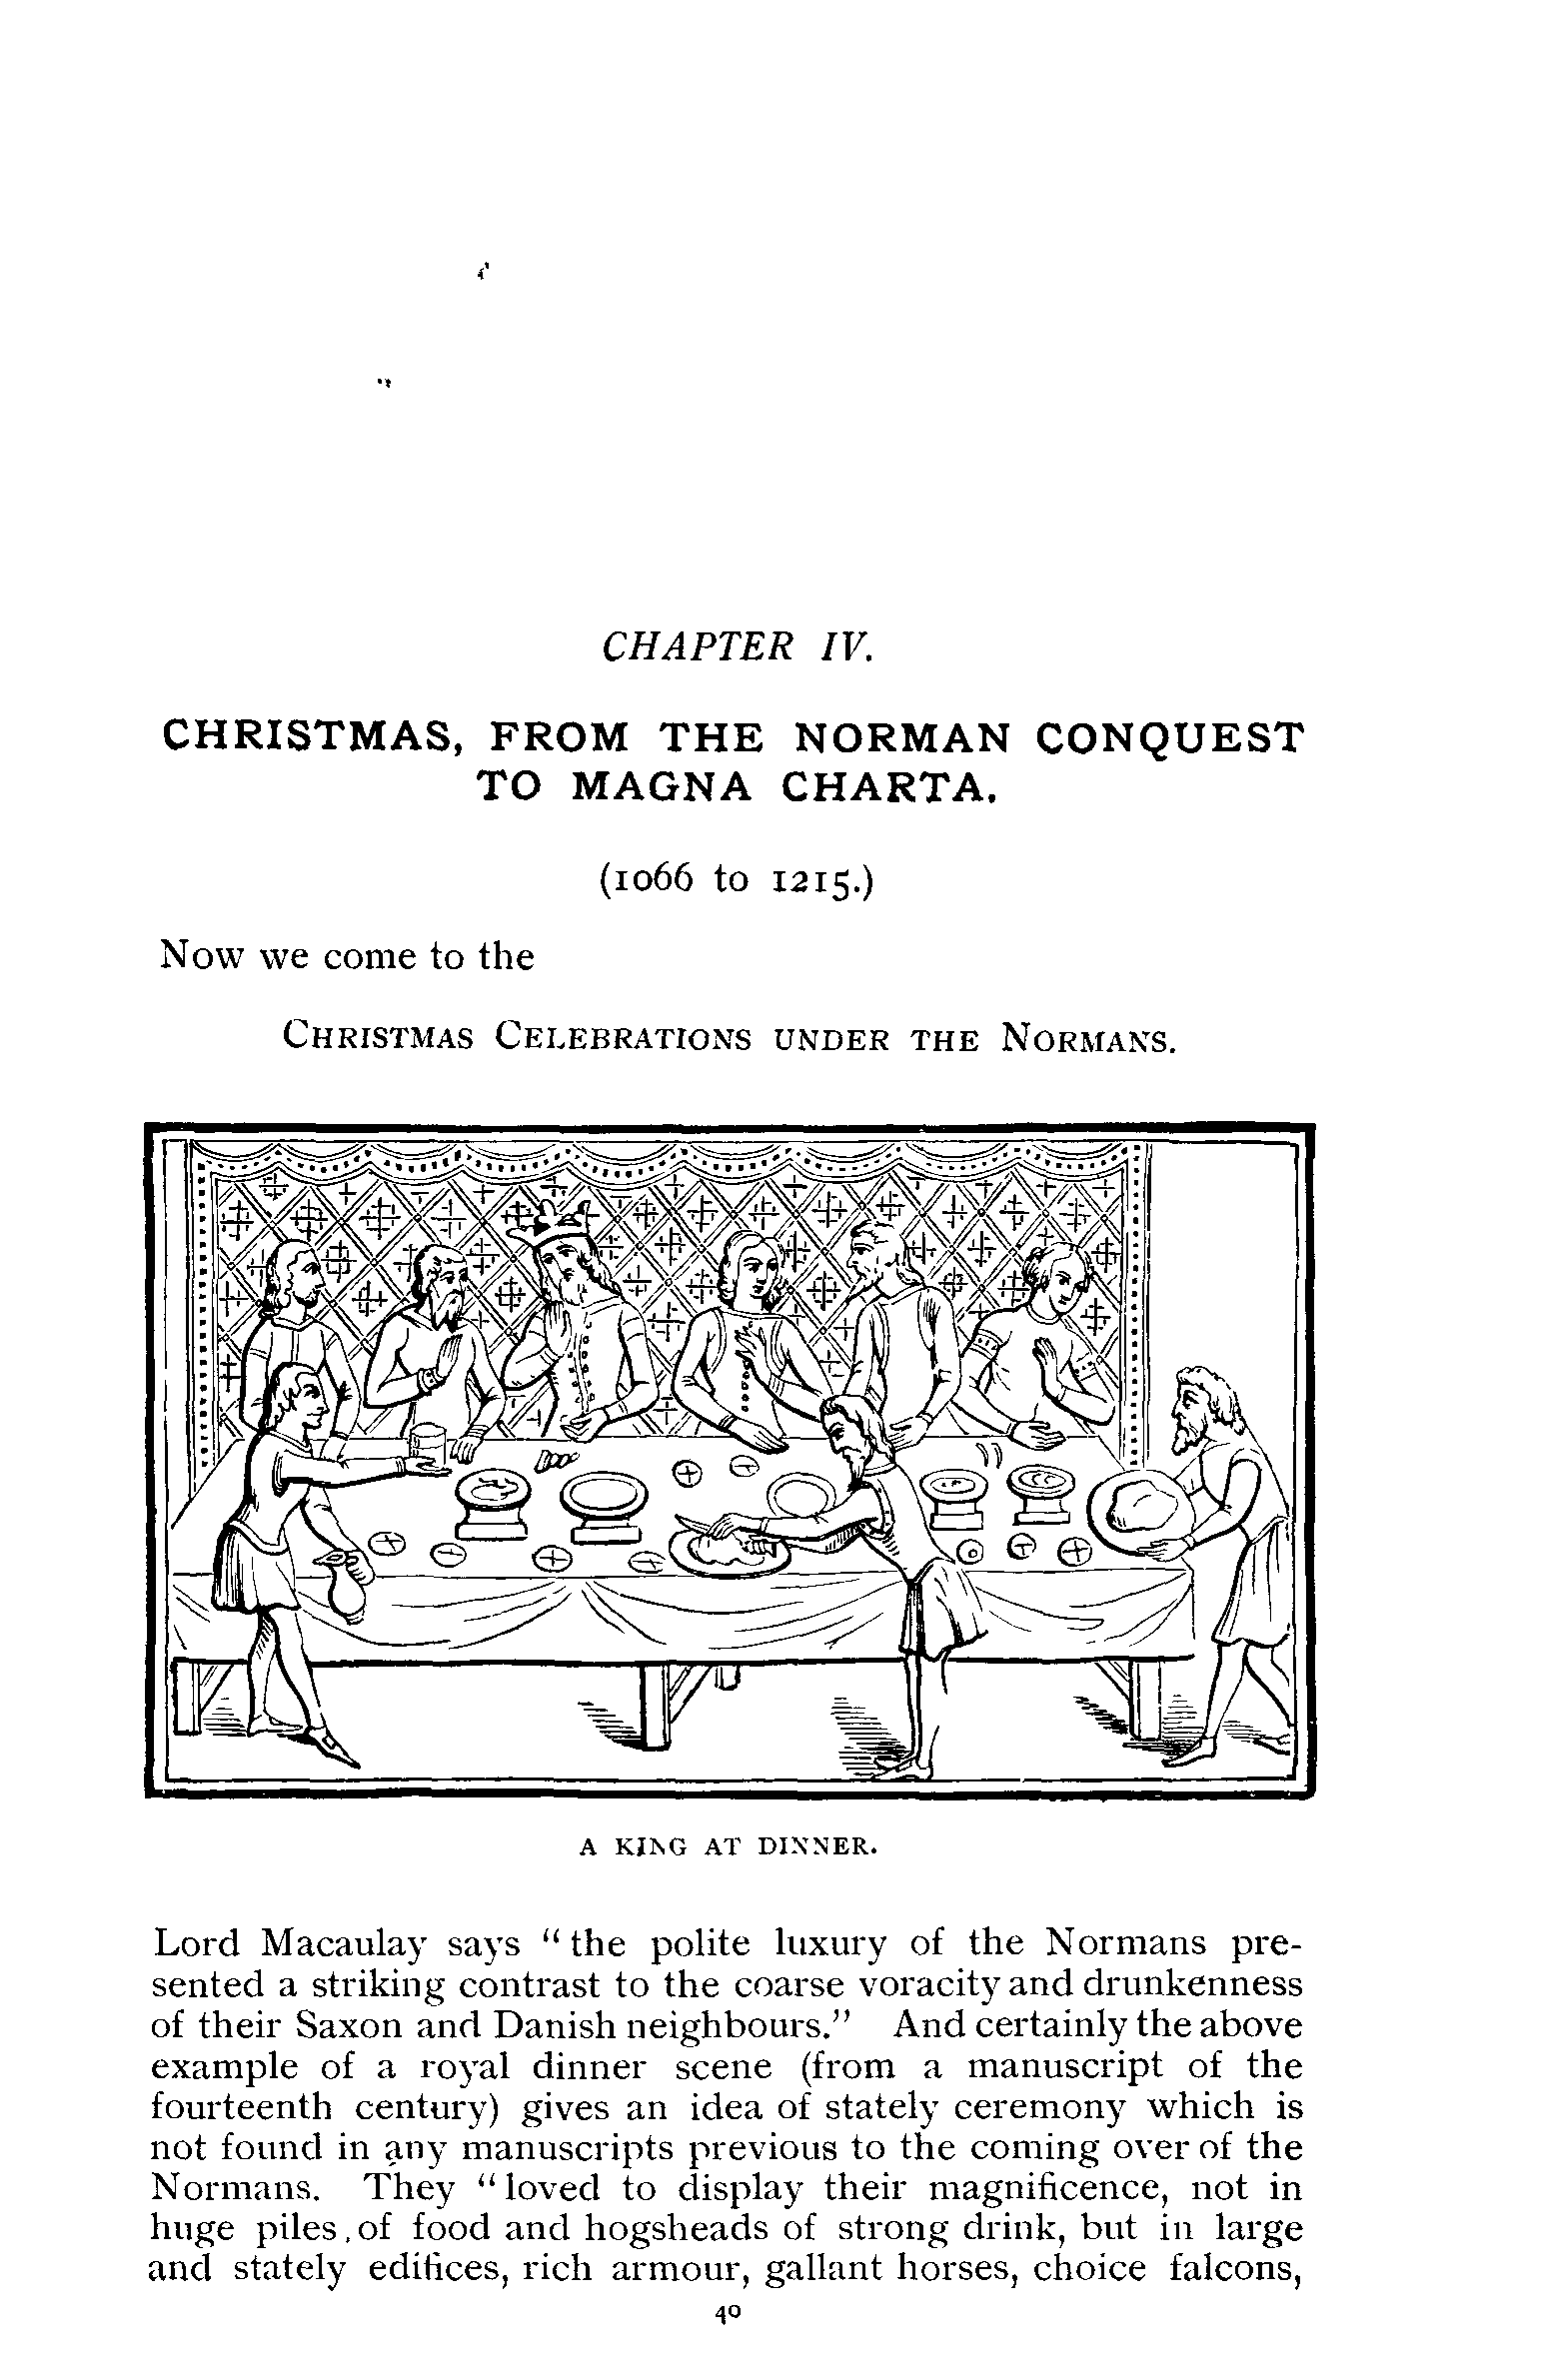 CHAPTER IV.
CHRISTMAS, FROM THE NORMAN CONQUEST
TO MAGNA CHARTA.
(1066 to 1215.)
Now we come to the
CHRISTMAS CELEBRATIONS UNDER THE NORMANS.
A KING AT DINNER.
Lord Macaulay says “the polite luxury of the Normans pre-
sented a striking contrast to the coarse voracity and drunkenness
of their Saxon and Danish neighbours.” And certainly the above
example of a royal dinner scene (from a manuscript of the
fourteenth century) gives an idea of stately ceremony which is
not found in any manuscripts previous to the coming over of the
Normans. They “loved to display their magnificence, not in
huge piles of food and hogsheads of strong drink, but in large
and stately edifices, rich armour, gallant horses, choice falcons,
40